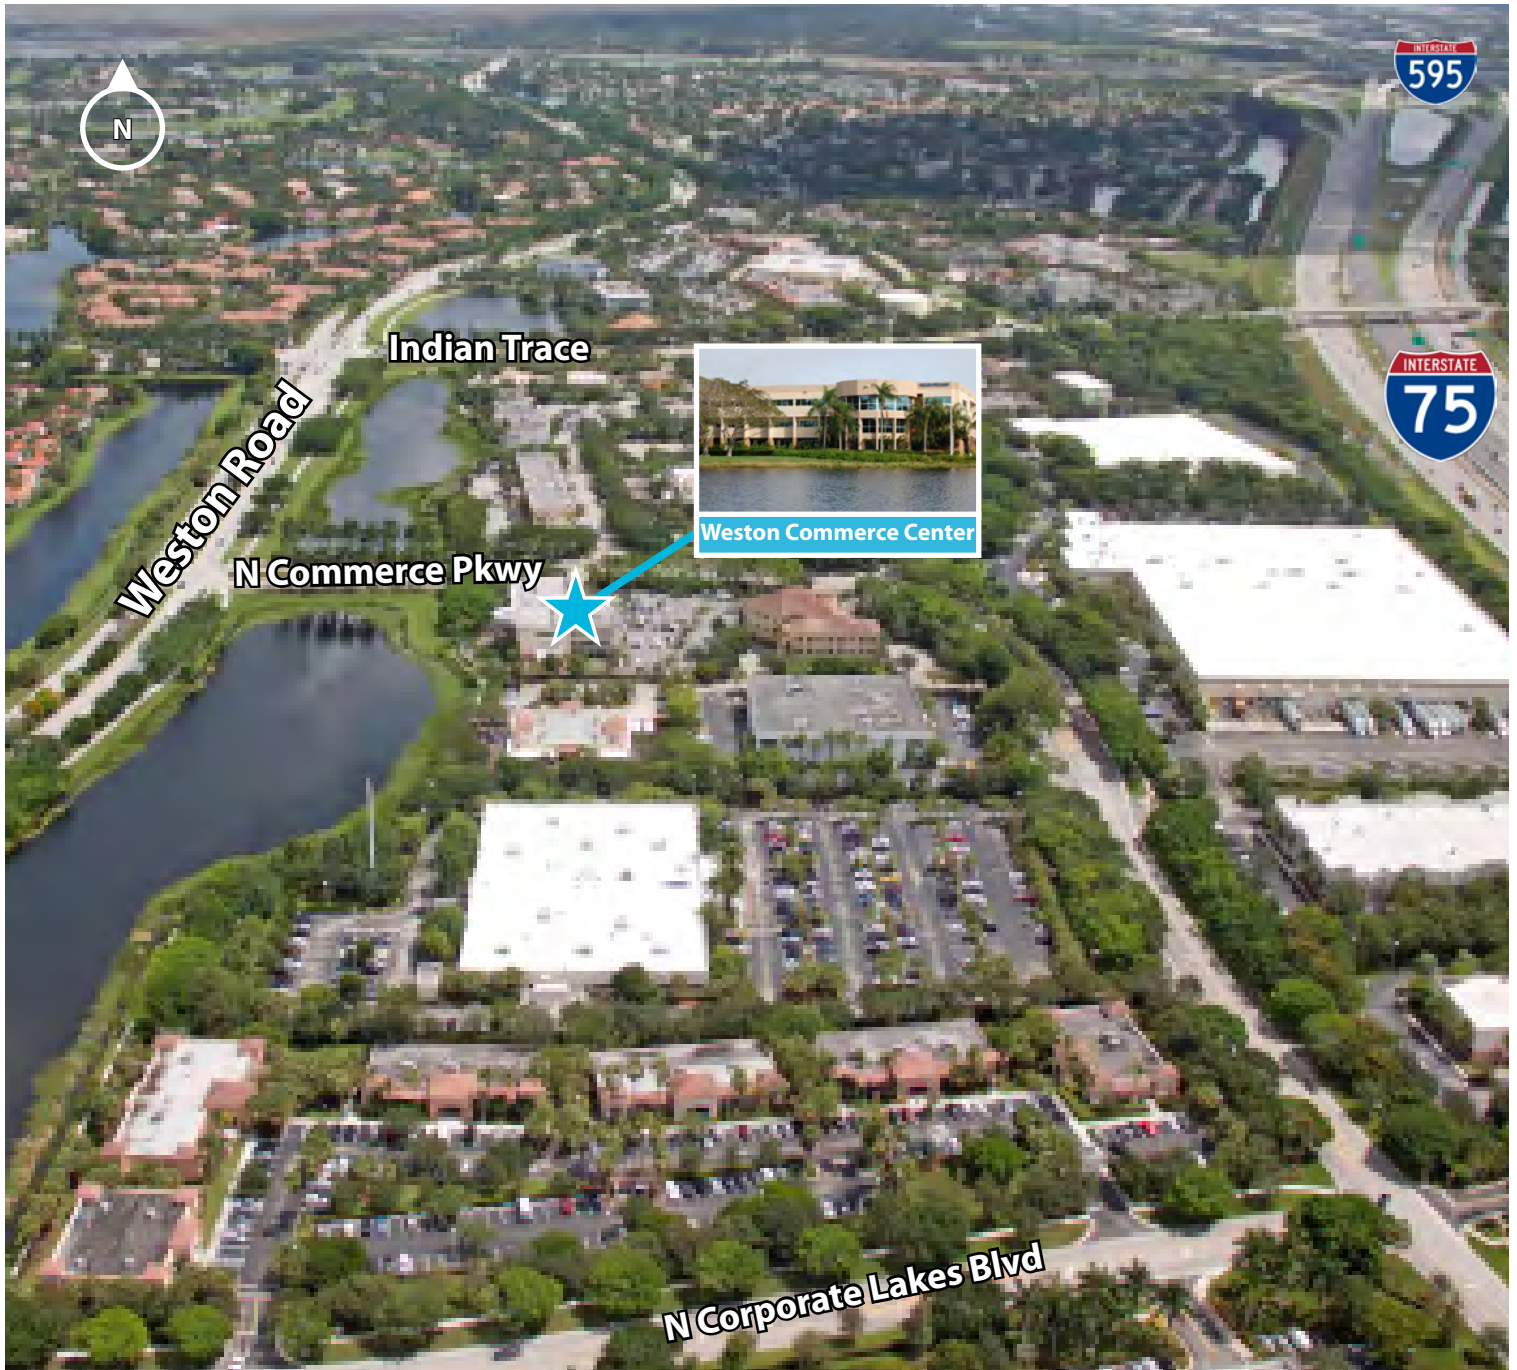 INTERSTATE
595
N
Indian Trace
INTERSTATE
75
Weston Road
Weston Commerce Center
N Commerce Pkwy
N Corporate Lakes Blvd